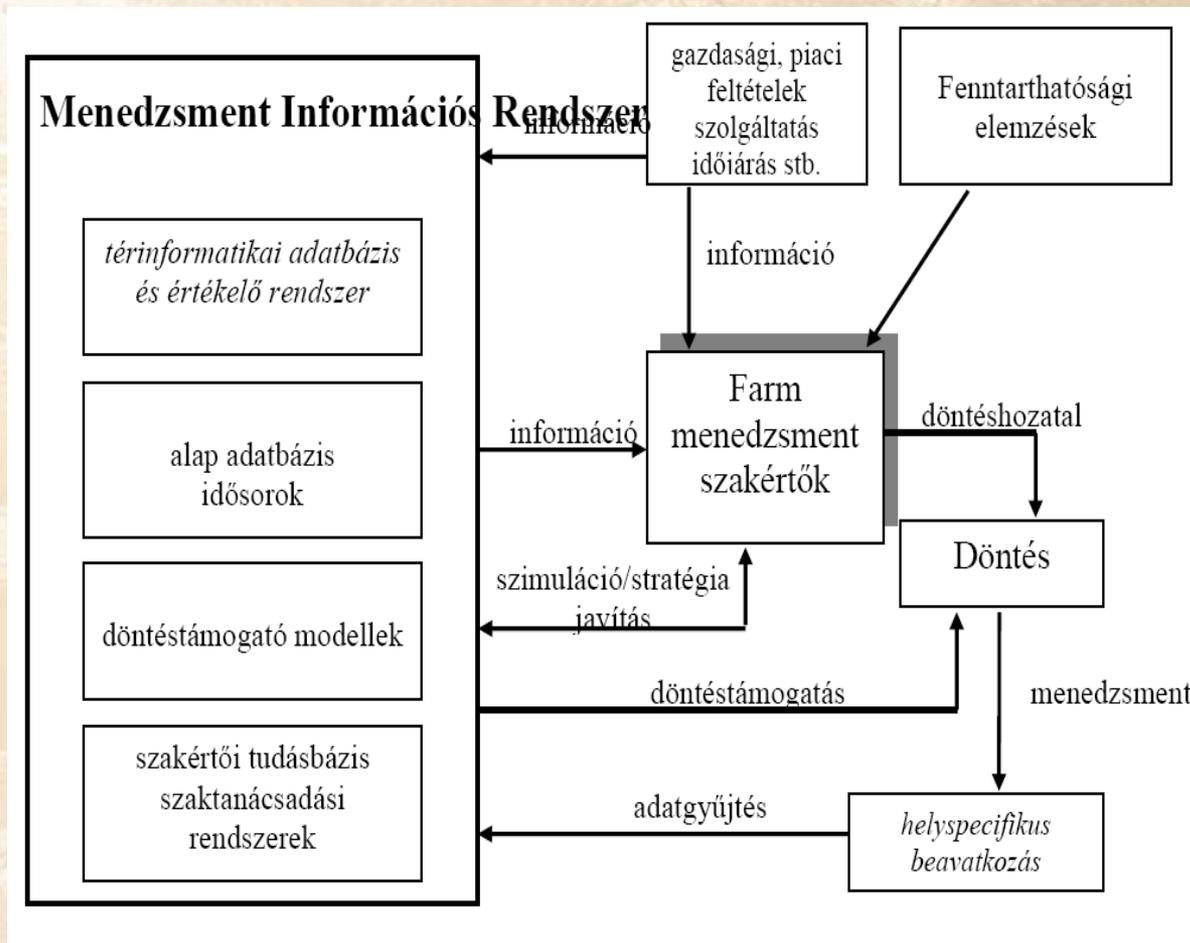 Menedzsment Információs Rendszer
információ
gazdasági, piaci
feltételek
szolgáltatás
időjárás stb.
Fenntarthatósági
elemzések
térinformatikai adatbázis
és értékelő rendszer
információ
alap adatbázis
idősorok
információ
Farm
menedzsment
szakértők
döntéshozatal
Döntés
szimuláció/stratégia
javítás
döntéstámogató modellek
döntéstámogatás
menedzsment
szakértői tudásbázis
szaktanácsadási
rendszerek
adatgyűjtés
helyspecifikus
beavatkozás